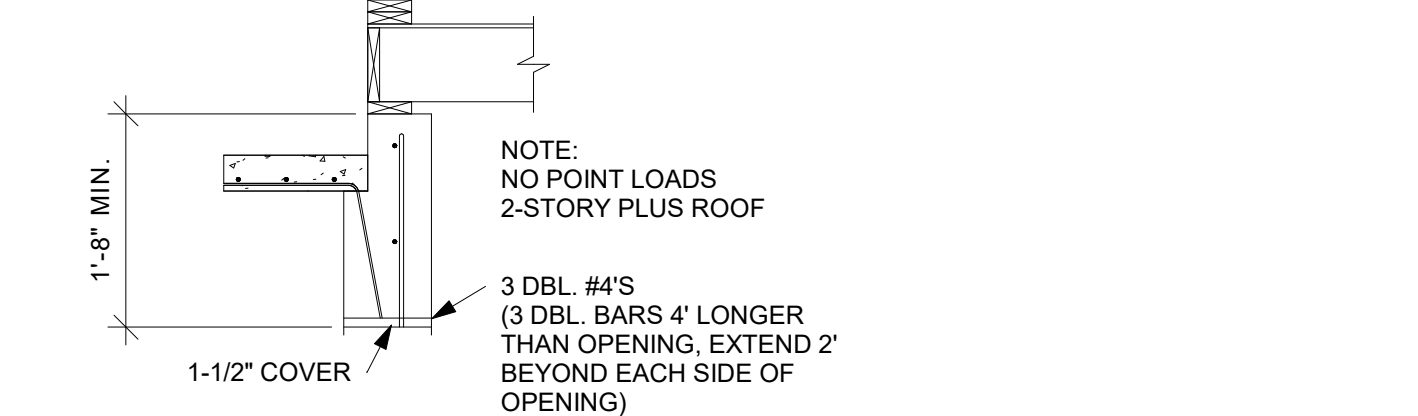 1'-8" MIN.
NOTE:
NO POINT LOADS
2-STORY PLUS ROOF
3 DBL. #4'S
(3 DBL. BARS 4' LONGER
THAN OPENING, EXTEND 2'
BEYOND EACH SIDE OF
OPENING)
1-1/2" COVER